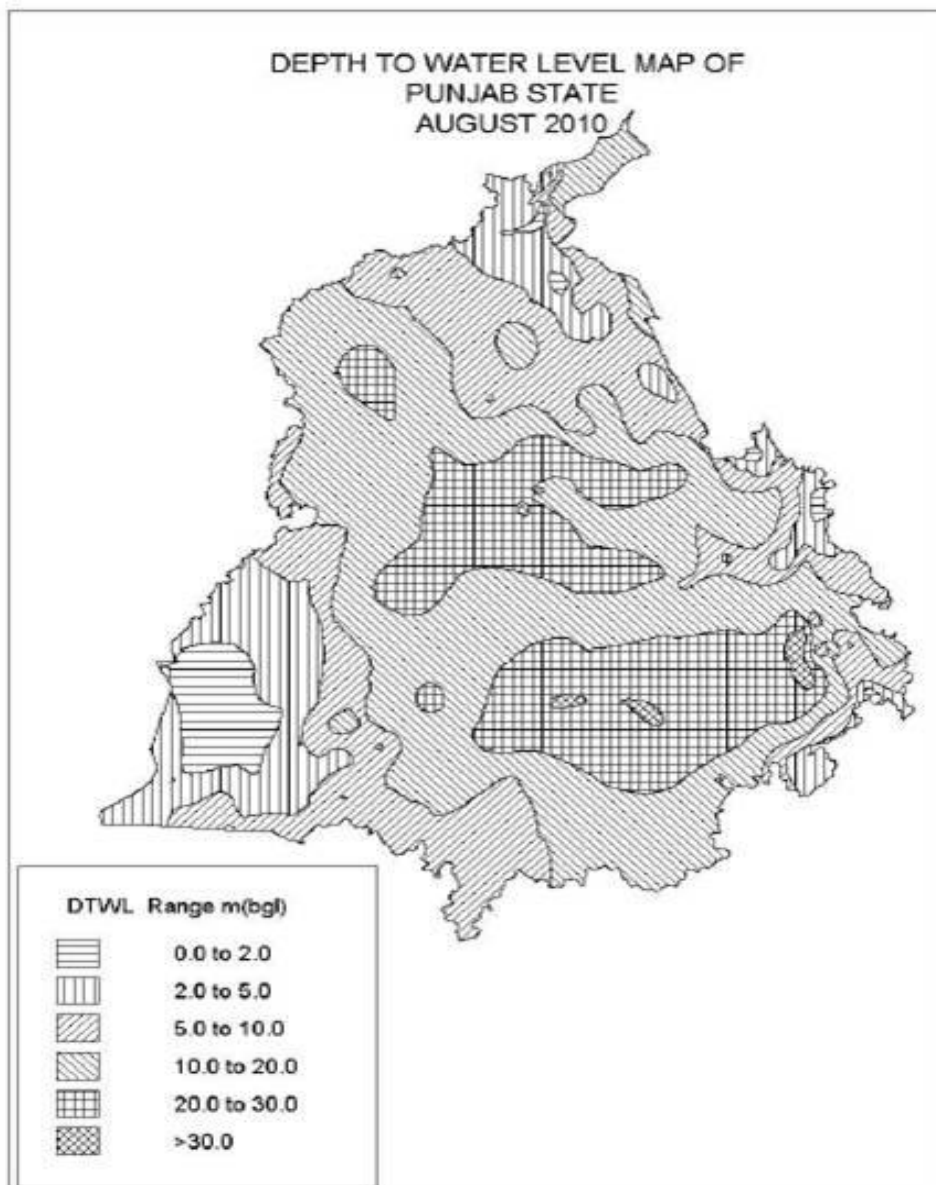 DEPTH TO WATER LEVEL MAP OF
PUNJAB STATE
AUGUST 2010
DTWL Range m(bgl)
0.0 to 2.0
2.0 to 5.0
5.0 to 10.0
10.0 to 20.0
20.0 to 30.0
>30.0